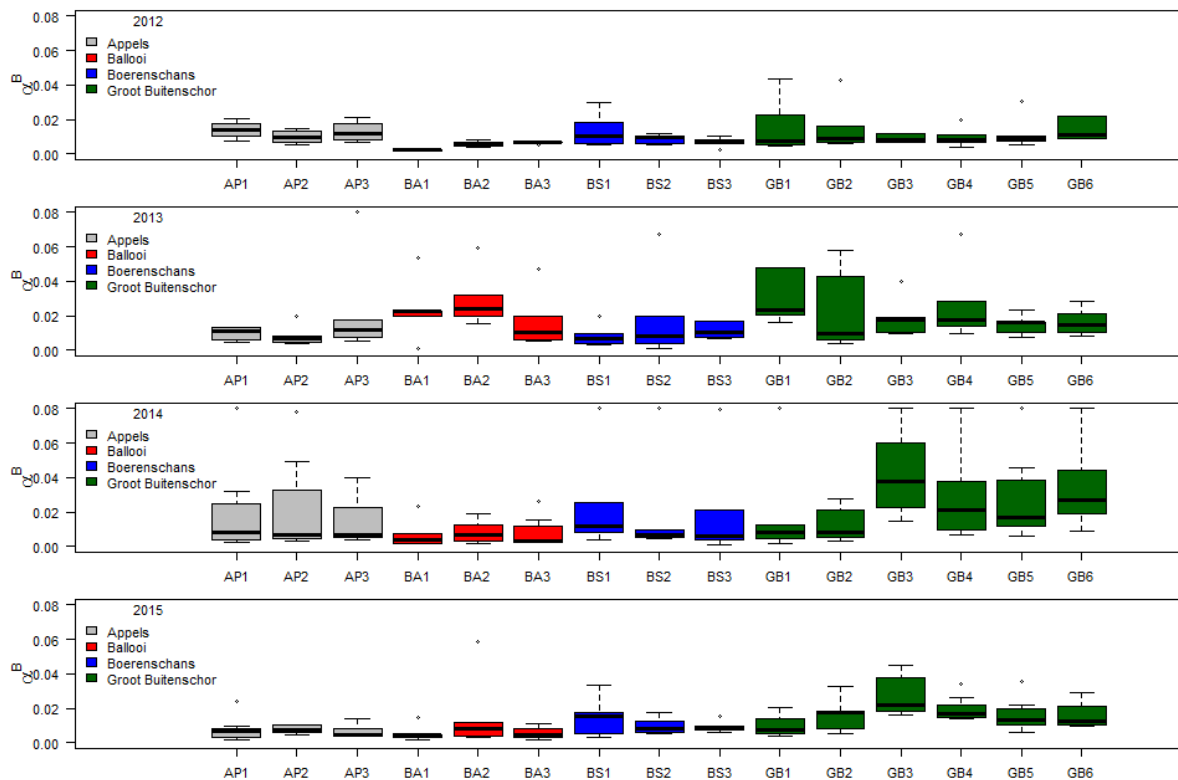 2012
0.08
0.06
0.04
0.02
0.00
α^B
Appels
Ballooi
Boerenschans
Groot Buitenschor
AP1 AP2 AP3 BA1 BA2 BA3 BS1 BS2 BS3 GB1 GB2 GB3 GB4 GB5 GB6
2013
0.08
0.06
0.04
0.02
0.00
α^B
Appels
Ballooi
Boerenschans
Groot Buitenschor
AP1 AP2 AP3 BA1 BA2 BA3 BS1 BS2 BS3 GB1 GB2 GB3 GB4 GB5 GB6
2014
0.08
0.06
0.04
0.02
0.00
α^B
Appels
Ballooi
Boerenschans
Groot Buitenschor
AP1 AP2 AP3 BA1 BA2 BA3 BS1 BS2 BS3 GB1 GB2 GB3 GB4 GB5 GB6
2015
0.08
0.06
0.04
0.02
0.00
α^B
Appels
Ballooi
Boerenschans
Groot Buitenschor
AP1 AP2 AP3 BA1 BA2 BA3 BS1 BS2 BS3 GB1 GB2 GB3 GB4 GB5 GB6